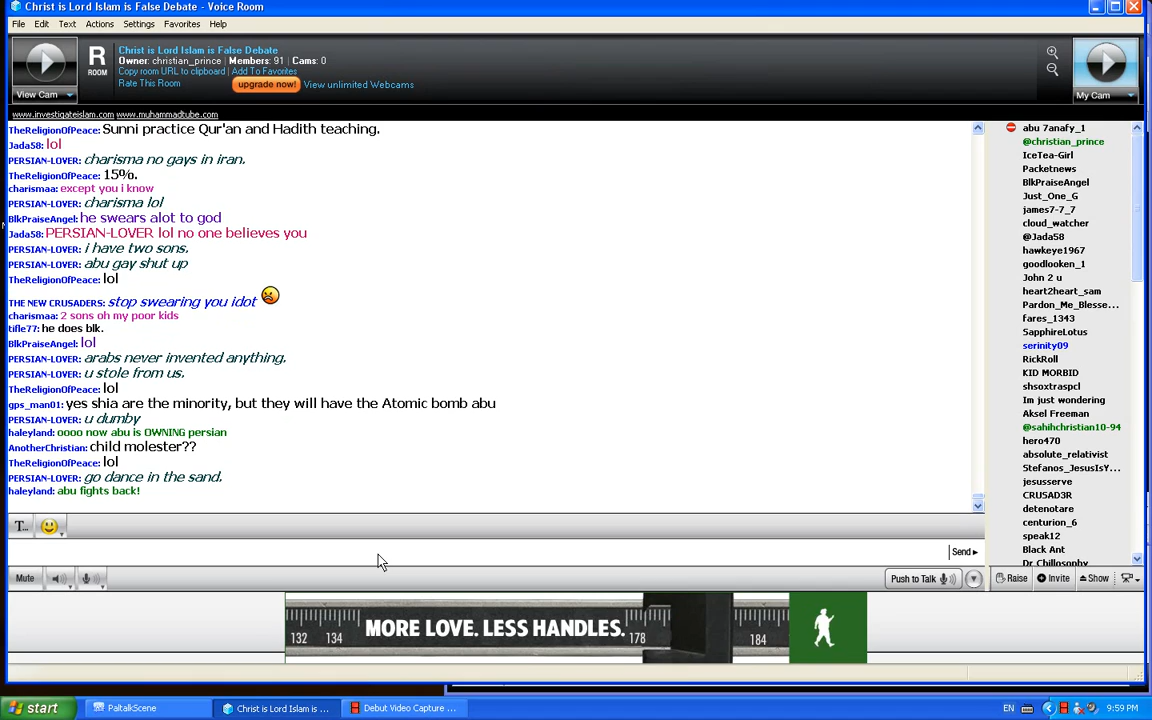 Christ is Lord Islam is False Debate - Voice Room
File Edit Text Actions Settings Favorites Help
R ROOM
Christ is Lord Islam is False Debate
Owner: christian_prince | Members: 91 | Cams: 0
Copy room URL to clipboard | Add To Favorites
Rate This Room
upgrade now! View unlimited Webcams
View Cam
My Cam
www.investigateislam.com www.muhammadtube.com
TheReligionOfPeace: Sunni practice Qur'an and Hadith teaching.
Jada58: lol
PERSIAN-LOVER: charisma no gays in iran.
TheReligionOfPeace: 15%.
charismaa: except you i know
PERSIAN-LOVER: charisma lol
BlkPraiseAngel: he swears alot to god
Jada58: PERSIAN-LOVER lol no one believes you
PERSIAN-LOVER: i have two sons.
PERSIAN-LOVER: abu gay shut up
TheReligionOfPeace: lol
THE NEW CRUSADERS: stop swearing you idot
charismaa: 2 sons oh my poor kids
tifle77: he does blk.
BlkPraiseAngel: lol
PERSIAN-LOVER: arabs never invented anything.
PERSIAN-LOVER: u stole from us.
TheReligionOfPeace: lol
gps_man01: yes shia are the minority, but they will have the Atomic bomb abu
PERSIAN-LOVER: u dumby
haleyland: oooo now abu is OWNING persian
AnotherChristian: child molester??
TheReligionOfPeace: lol
PERSIAN-LOVER: go dance in the sand.
haleyland: abu fights back!
abu 7anafy_1
@christian_prince
IceTea-Girl
Packetnews
BlkPraiseAngel
Just_One_G
james7-7_7
cloud_watcher
@Jada58
hawkeye1967
goodlooken_1
John 2 u
heart2heart_sam
Pardon_Me_Blesse...
fares_1343
SapphireLotus
serinity09
RickRoll
KID MORBID
shsoxtraspcl
Im just wondering
Aksel Freeman
@sahihchristian10-94
hero470
absolute_relativist
Stefanos_JesusIsY...
jesusserve
CRUSAD3R
detenotare
centurion_6
speak12
Black Ant
Dr Chillosophy
T...
Send
Mute
Push to Talk
Raise Invite Show
132 134 MORE LOVE. LESS HANDLES. 178 184
start PaltalkScene Christ is Lord Islam is ... Debut Video Capture ... EN 9:59 PM